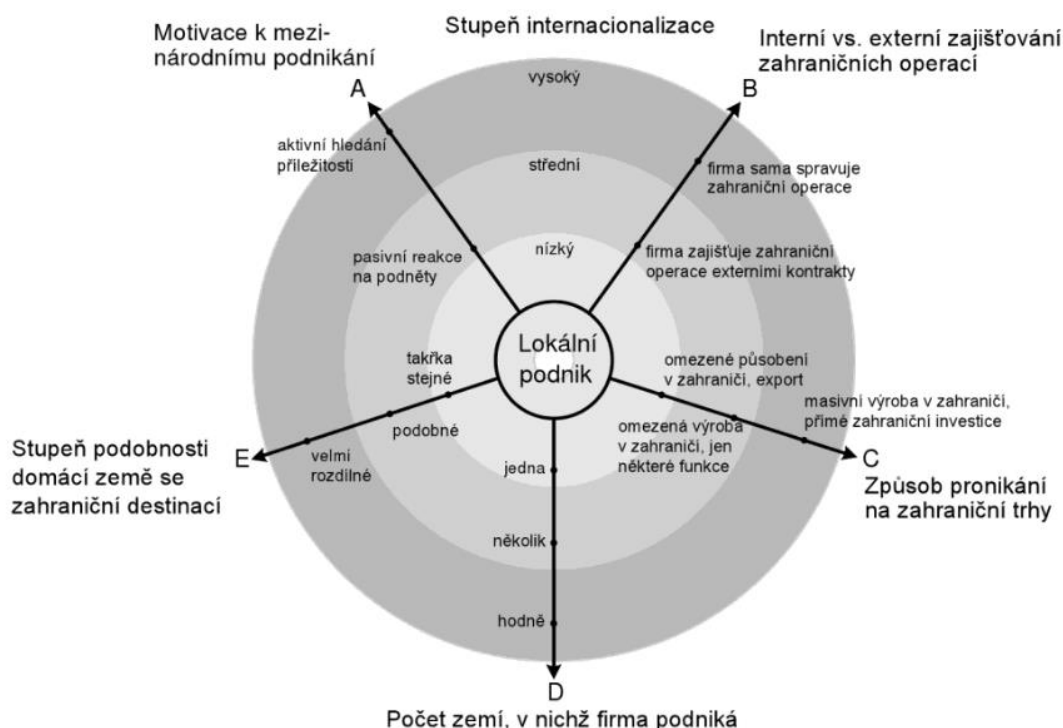 Stupeň internacionalizace
Motivace k mezi-
národnímu podnikání
A
Interní vs. externí zajišťování
zahraničních operací
B
vysoký
střední
nízký
aktivní hledání
příležitosti
pasivní reakce
na podněty
firma sama spravuje
zahraniční operace
firma zajišťuje zahraniční
operace externími kontrakty
Lokální
podnik
takřka
stejné
podobné
velmi
rozdílné
E
Stupeň podobnosti
domácí země se
zahraniční destinací
omezené působení
v zahraničí, export
omezená výroba
v zahraničí, jen
některé funkce
masivní výroba v zahraničí,
přímé zahraniční investice
C
Způsob pronikání
na zahraniční trhy
jedna
několik
hodně
D
Počet zemí, v nichž firma podniká